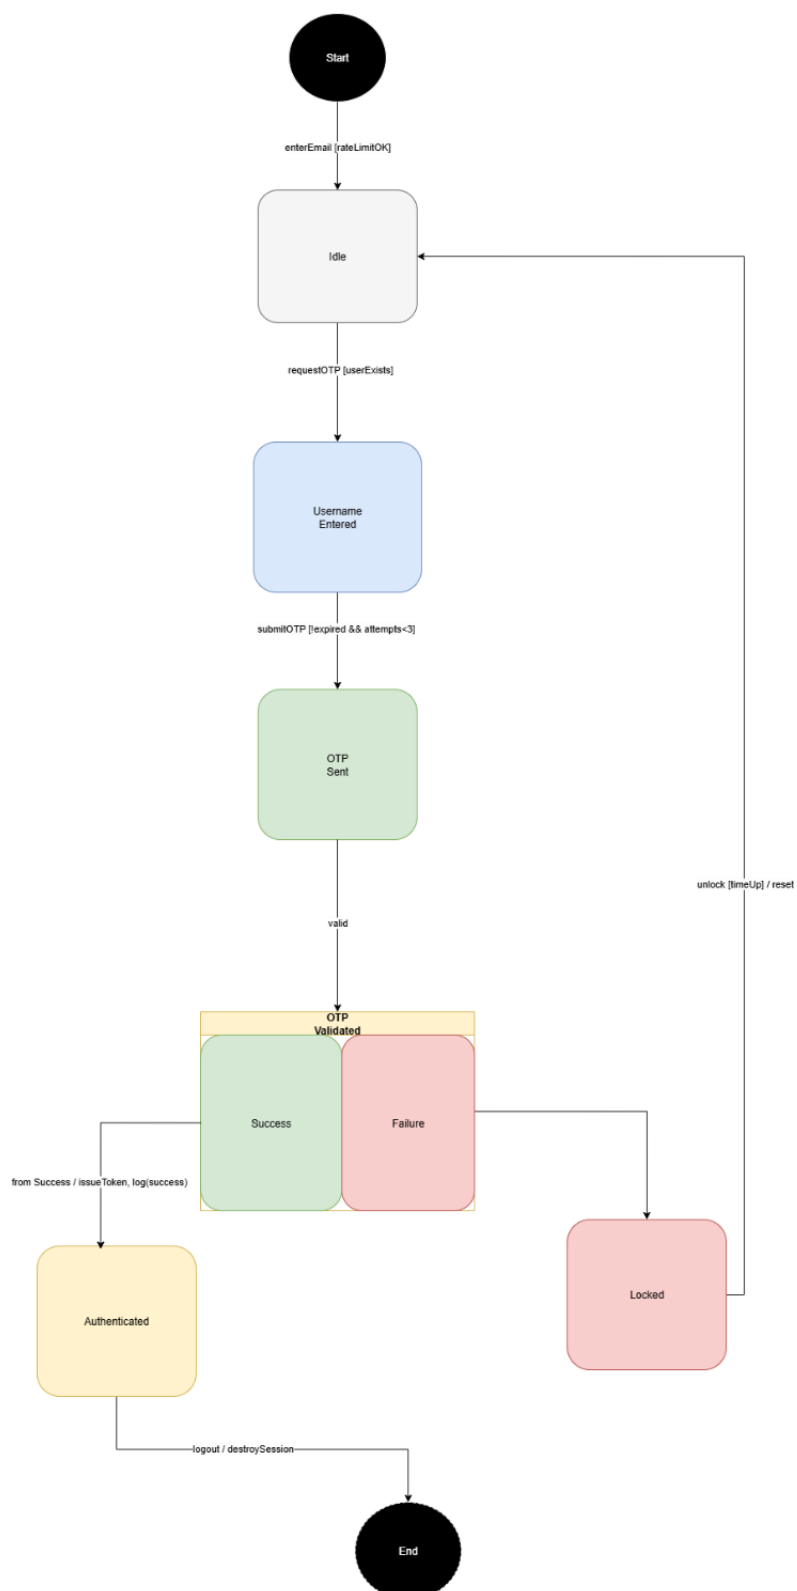 Start
enterEmail [rateLimitOK]
Idle
requestOTP [userExists]
Username
Entered
submitOTP [!expired && attempts<3]
OTP
Sent
unlock [timeUp] / reset
valid
OTP
Validated
Success
Failure
from Success / issueToken, log(success)
Locked
Authenticated
logout / destroySession
End